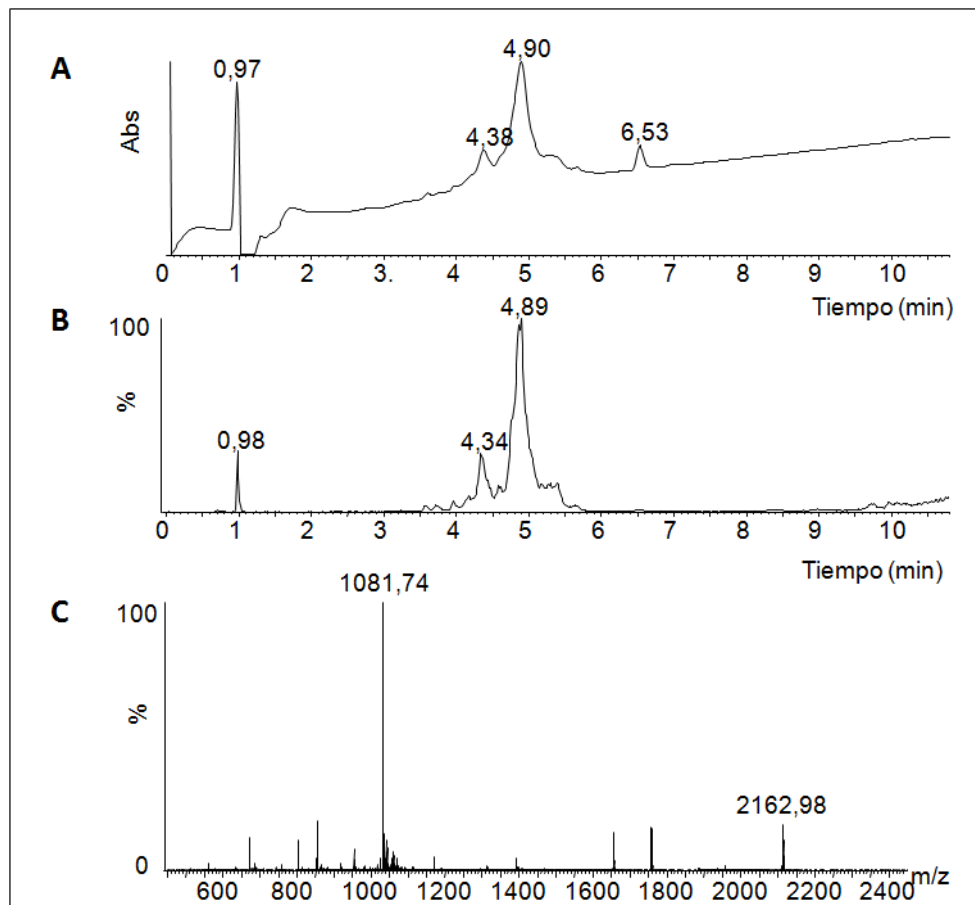 A
Abs
0,97
4,38
4,90
6,53
0 1 2 3. 4 5 6 7 8 9 10
Tiempo (min)
B
100
%
0,98
4,34
4,89
0 1 2 3 4 5 6 7 8 9 10
Tiempo (min)
C
100
%
0
1081,74
2162,98
600 800 1000 1200 1400 1600 1800 2000 2200 2400 m/z